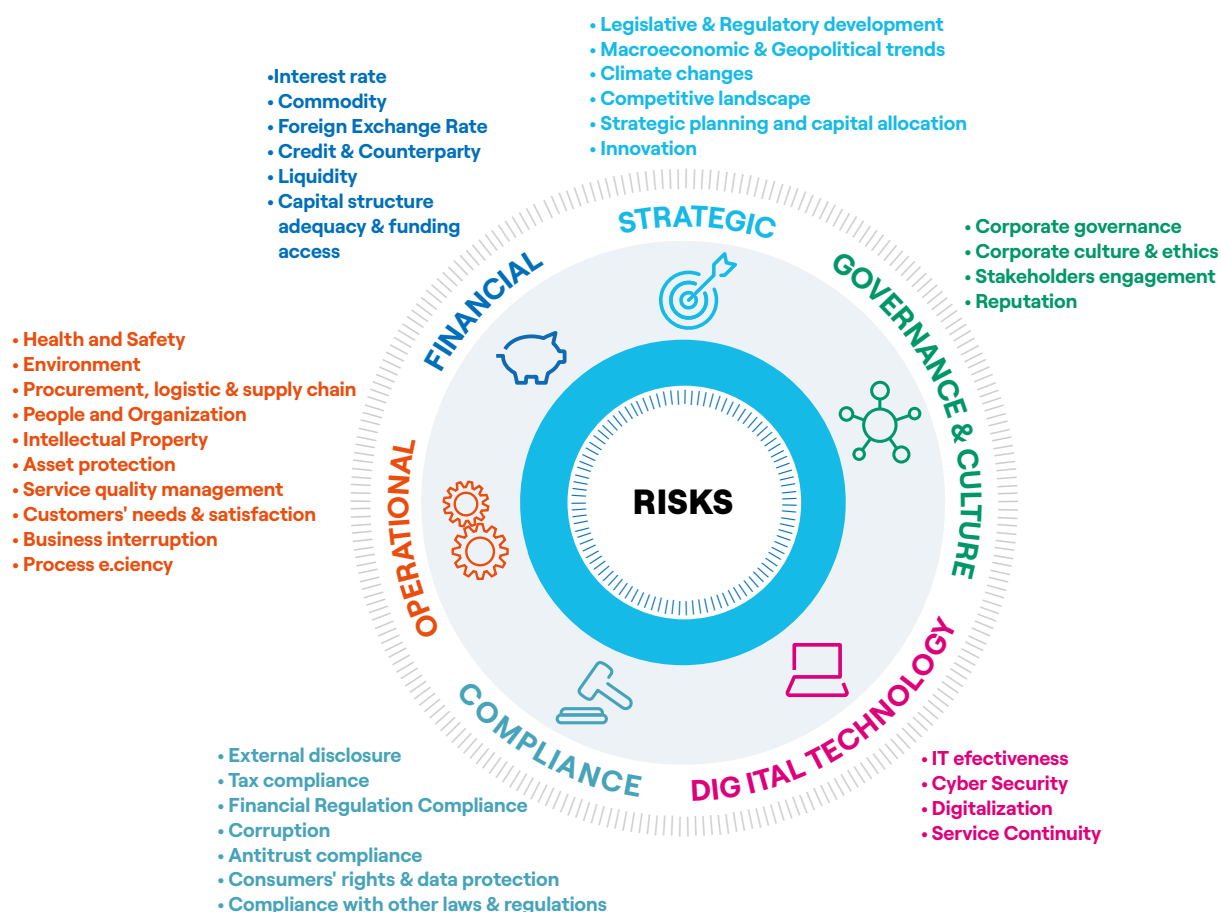 • Legislative & Regulatory development
• Macroeconomic & Geopolitical trends
• Climate changes
• Competitive landscape
• Strategic planning and capital allocation
• Innovation
•Interest rate
• Commodity
• Foreign Exchange Rate
• Credit & Counterparty
• Liquidity
• Capital structure
adequacy & funding
access
STRATEGIC
• Corporate governance
• Corporate culture & ethics
• Stakeholders engagement
• Reputation
FINANCIAL
GOVERNANCE & CULTURE
• Health and Safety
• Environment
• Procurement, logistic & supply chain
• People and Organization
• Intellectual Property
• Asset protection
• Service quality management
• Customers' needs & satisfaction
• Business interruption
• Process e.ciency
OPERATIONAL
RISKS
COMPLIANCE
DIG ITAL TECHNOLOGY
• External disclosure
• Tax compliance
• Financial Regulation Compliance
• Corruption
• Antitrust compliance
• Consumers' rights & data protection
• Compliance with other laws & regulations
• IT efectiveness
• Cyber Security
• Digitalization
• Service Continuity